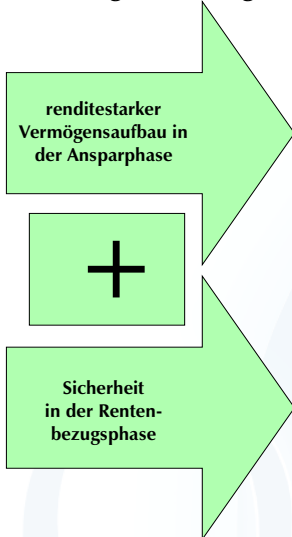 renditestarker
Vermögensaufbau in
der Ansparphase
+
Sicherheit
in der Renten-
bezugsphase